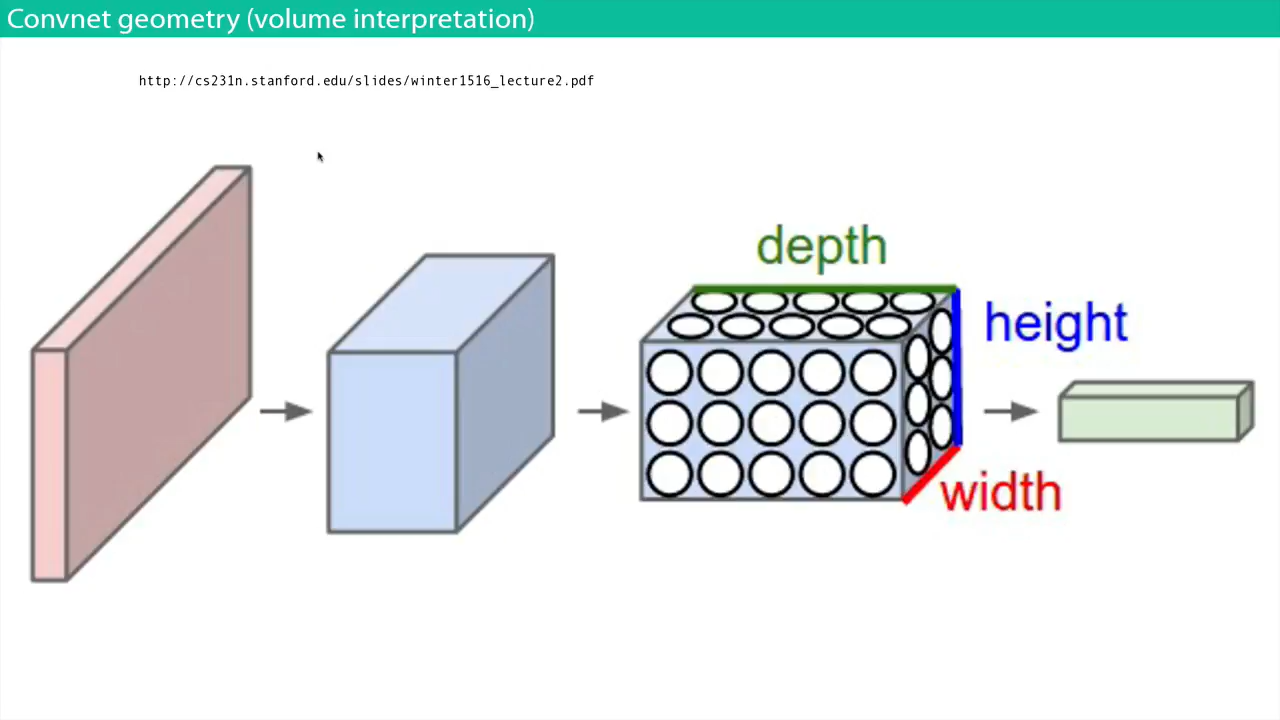 Convnet geometry (volume interpretation)
http://cs231n.stanford.edu/slides/winter1516_lecture2.pdf
depth
height
width